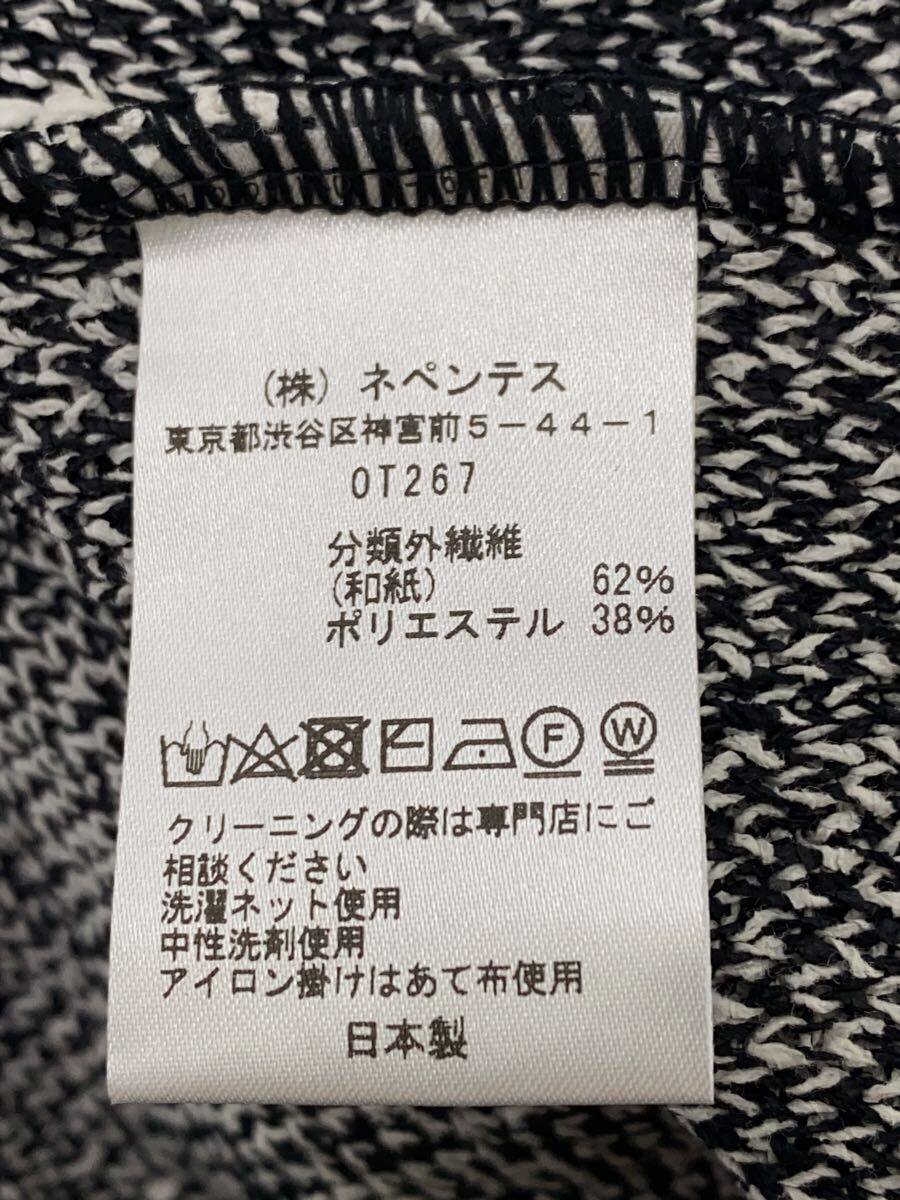 (株) ネペンテス
東京都渋谷区神宮前5-44-1
OT267
分類外繊維
(和紙) 62%
ポリエステル 38%
F W
クリーニングの際は専門店にご
相談ください
洗濯ネット使用
中性洗剤使用
アイロン掛けはあて布使用
日本製